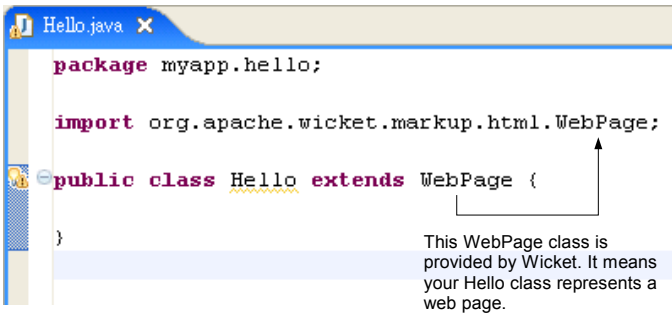 Hello.java
package myapp.hello;
import org.apache.wicket.markup.html.WebPage;
public class Hello extends WebPage {
}
This WebPage class is
provided by Wicket. It means
your Hello class represents a
web page.